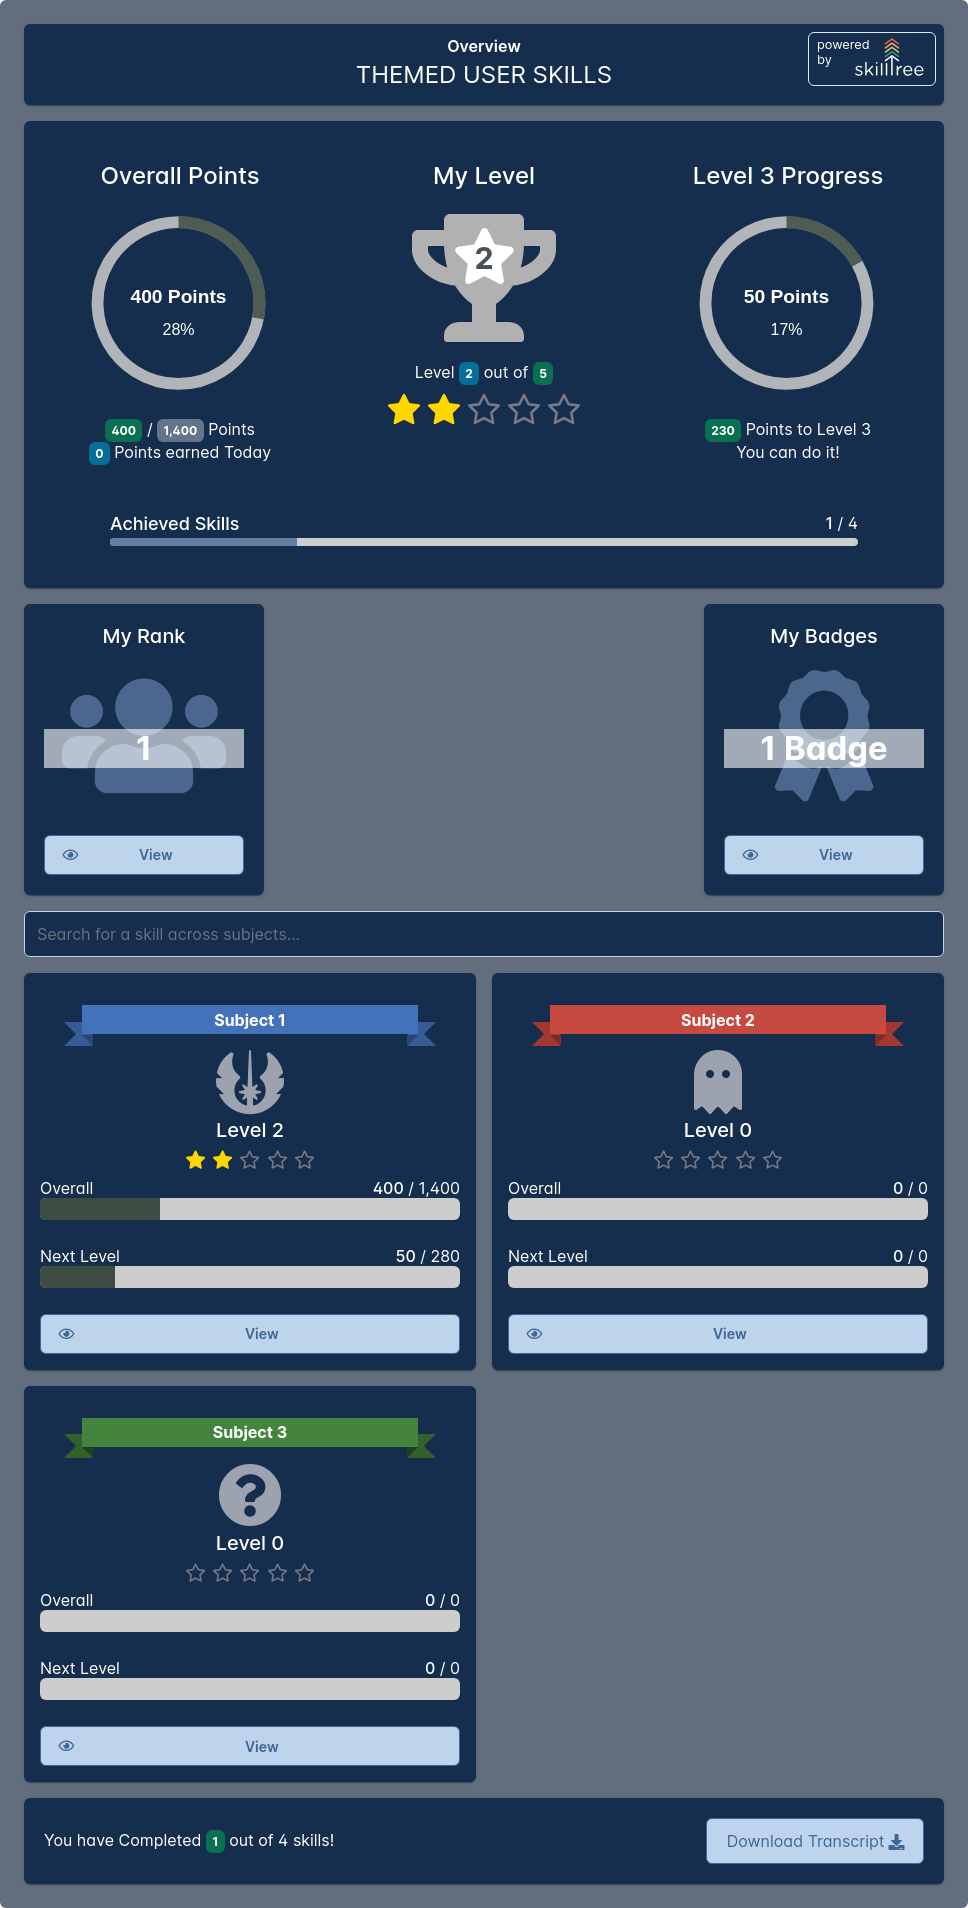 Overview
THEMED USER SKILLS
powered by skilltree
Overall Points
400 Points
28%
400 / 1,400 Points
0 Points earned Today
My Level
2
Level 2 out of 5
Level 3 Progress
50 Points
17%
230 Points to Level 3
You can do it!
Achieved Skills 1 / 4
My Rank
1
View
My Badges
1 Badge
View
Search for a skill across subjects...
Subject 1
Level 2
Overall 400 / 1,400
Next Level 50 / 280
View
Subject 2
Level 0
Overall 0 / 0
Next Level 0 / 0
View
Subject 3
Level 0
Overall 0 / 0
Next Level 0 / 0
View
You have Completed 1 out of 4 skills!
Download Transcript